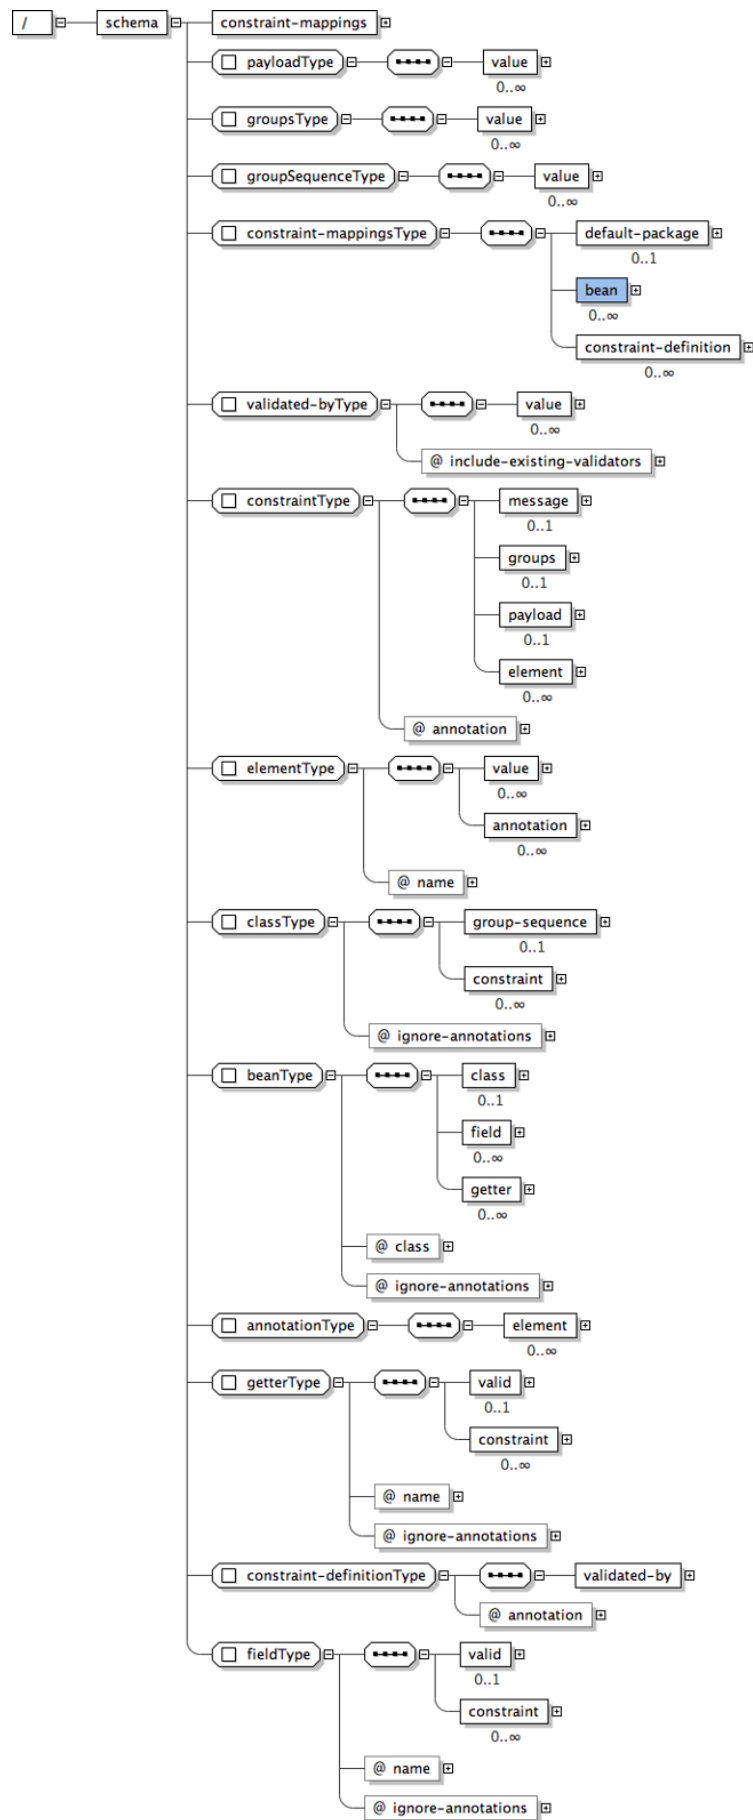 / schema constraint-mappings
payloadType value
0..∞
groupsType value
0..∞
groupSequenceType value
0..∞
constraint-mappingsType default-package
0..1
bean
0..∞
constraint-definition
0..∞
validated-byType value
0..∞
@ include-existing-validators
constraintType message
0..1
groups
0..1
payload
0..1
element
0..∞
@ annotation
elementType value
0..∞
annotation
0..∞
@ name
classType group-sequence
0..1
constraint
0..∞
@ ignore-annotations
beanType class
0..1
field
0..∞
getter
0..∞
@ class
@ ignore-annotations
annotationType element
0..∞
getterType valid
0..1
constraint
0..∞
@ name
@ ignore-annotations
constraint-definitionType validated-by
@ annotation
fieldType valid
0..1
constraint
0..∞
@ name
@ ignore-annotations